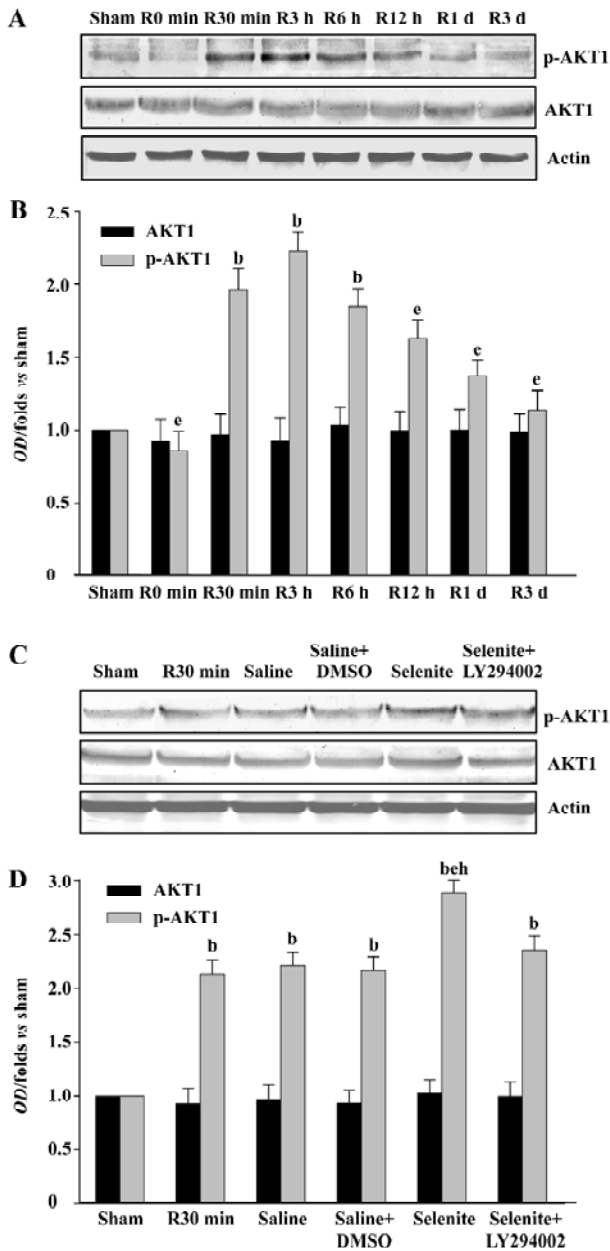 A
Sham R0 min R30 min R3 h R6 h R12 h R1 d R3 d
p-AKT1
AKT1
Actin
B
2.5
2.0
1.5
1.0
0.5
0
OD/folds vs sham
AKT1
p-AKT1
e
b
b
b
e
c
e
Sham R0 min R30 min R3 h R6 h R12 h R1 d R3 d
C
Sham R30 min Saline Saline+ DMSO Selenite Selenite+ LY294002
p-AKT1
AKT1
Actin
D
3.0
2.5
2.0
1.5
1.0
0.5
0
OD/folds vs sham
AKT1
p-AKT1
b
b
b
beh
b
Sham R30 min Saline Saline+ DMSO Selenite Selenite+ LY294002